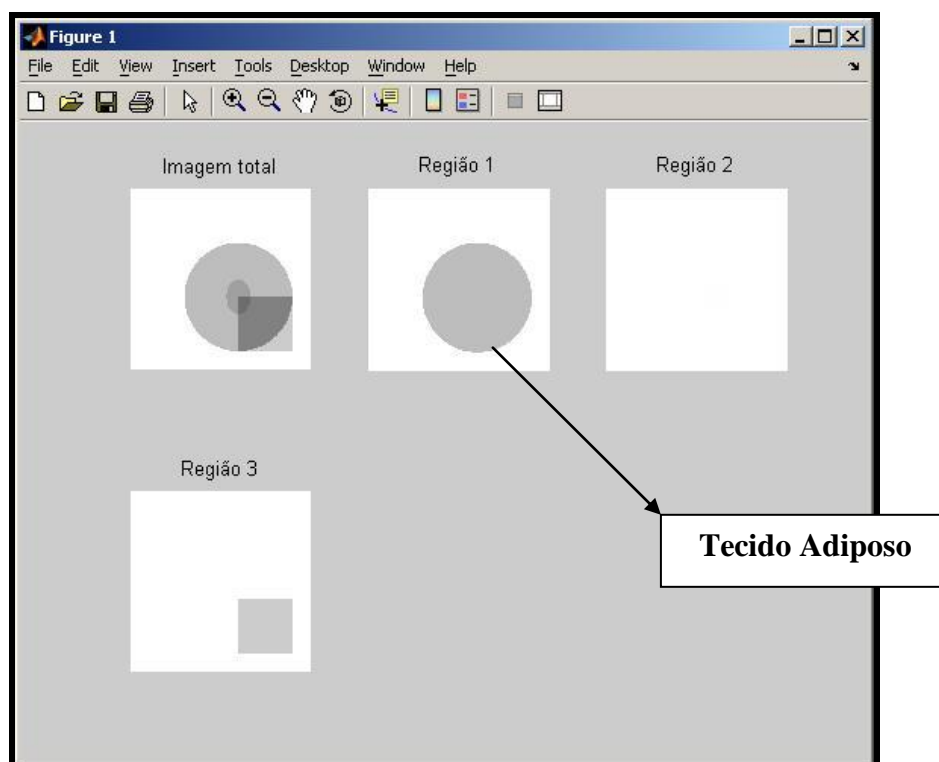 Figure 1
File Edit View Insert Tools Desktop Window Help
Imagem total
Região 1
Região 2
Região 3
Tecido Adiposo